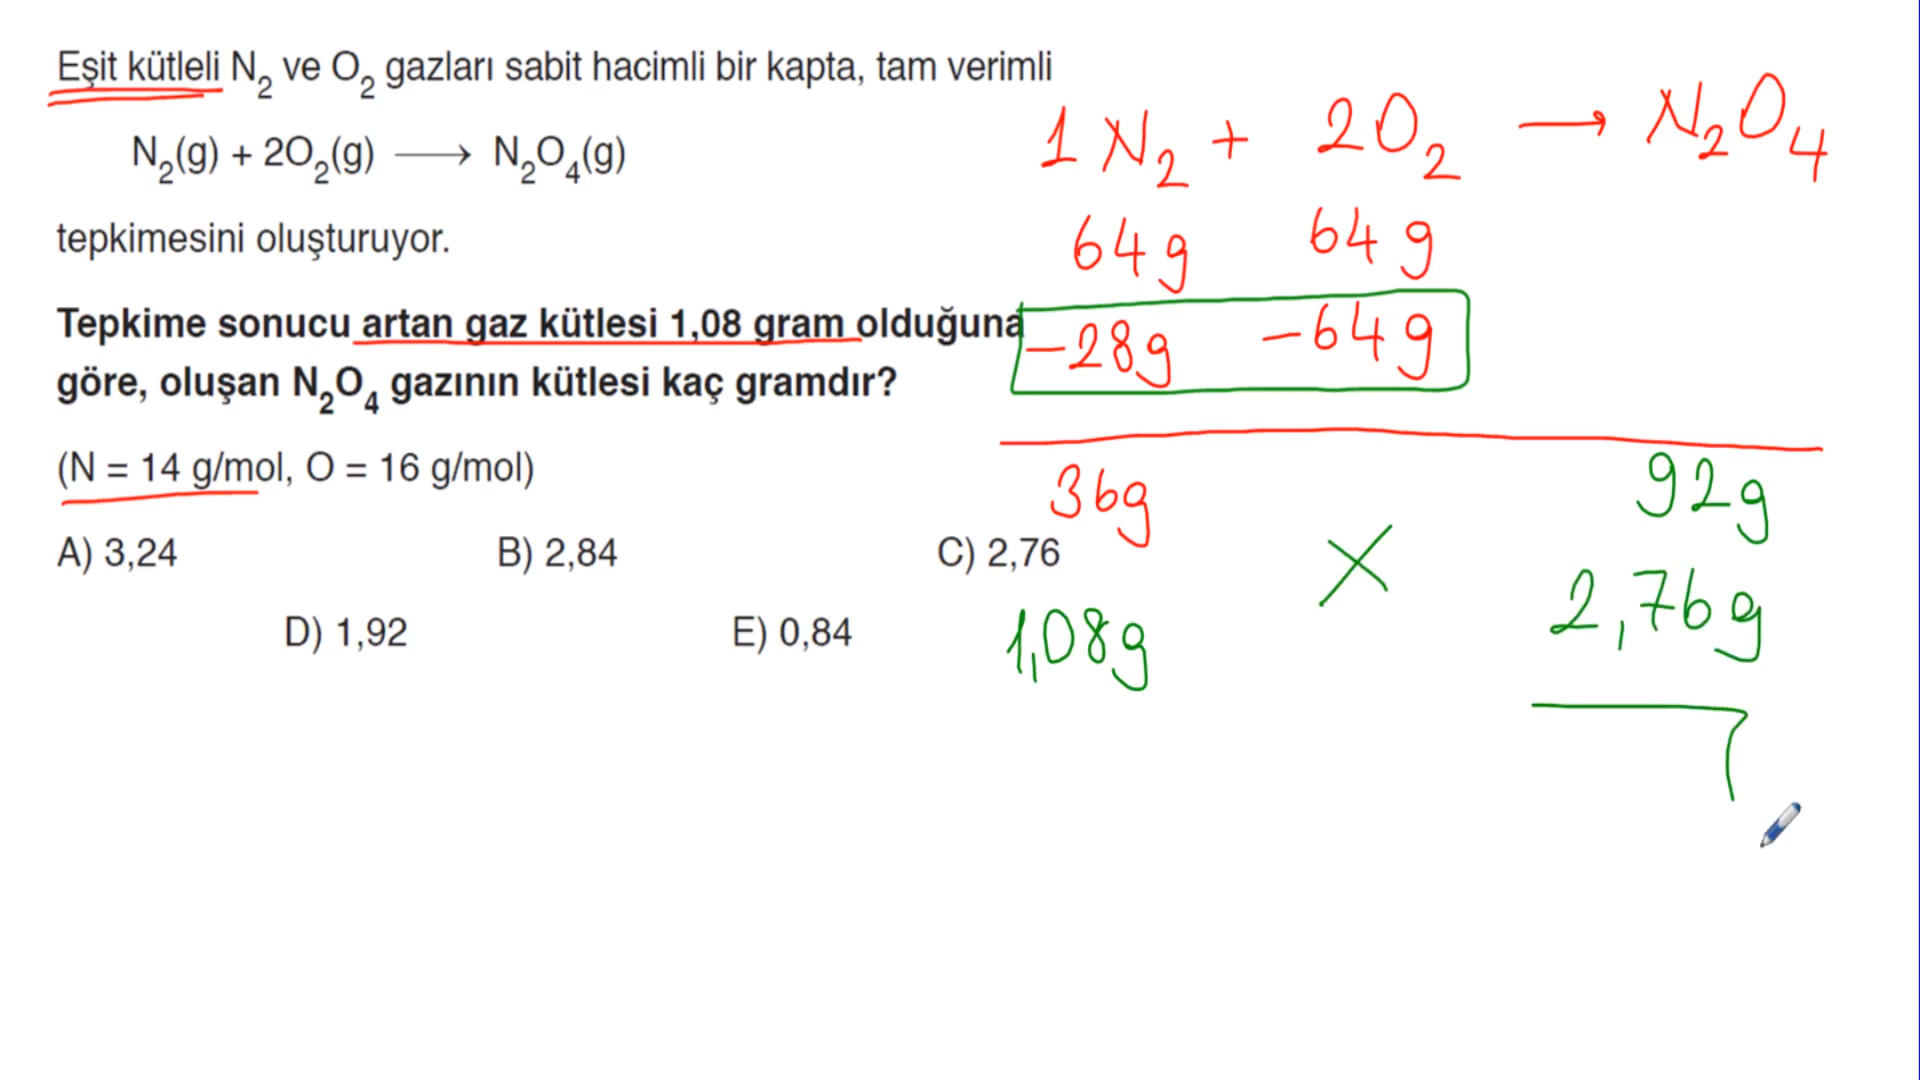 Eşit kütleli N₂ ve O₂ gazları sabit hacimli bir kapta, tam verimli
N₂(g) + 2O₂(g) ⟶ N₂O₄(g)
tepkimesini oluşturuyor.
Tepkime sonucu artan gaz kütlesi 1,08 gram olduğuna
göre, oluşan N₂O₄ gazının kütlesi kaç gramdır?
(N = 14 g/mol, O = 16 g/mol)
A) 3,24 B) 2,84 C) 2,76
D) 1,92 E) 0,84
1 N₂ + 2O₂ → N₂O₄
64g 64g
-28g -64g
36g 92g
1,08g 2,76g